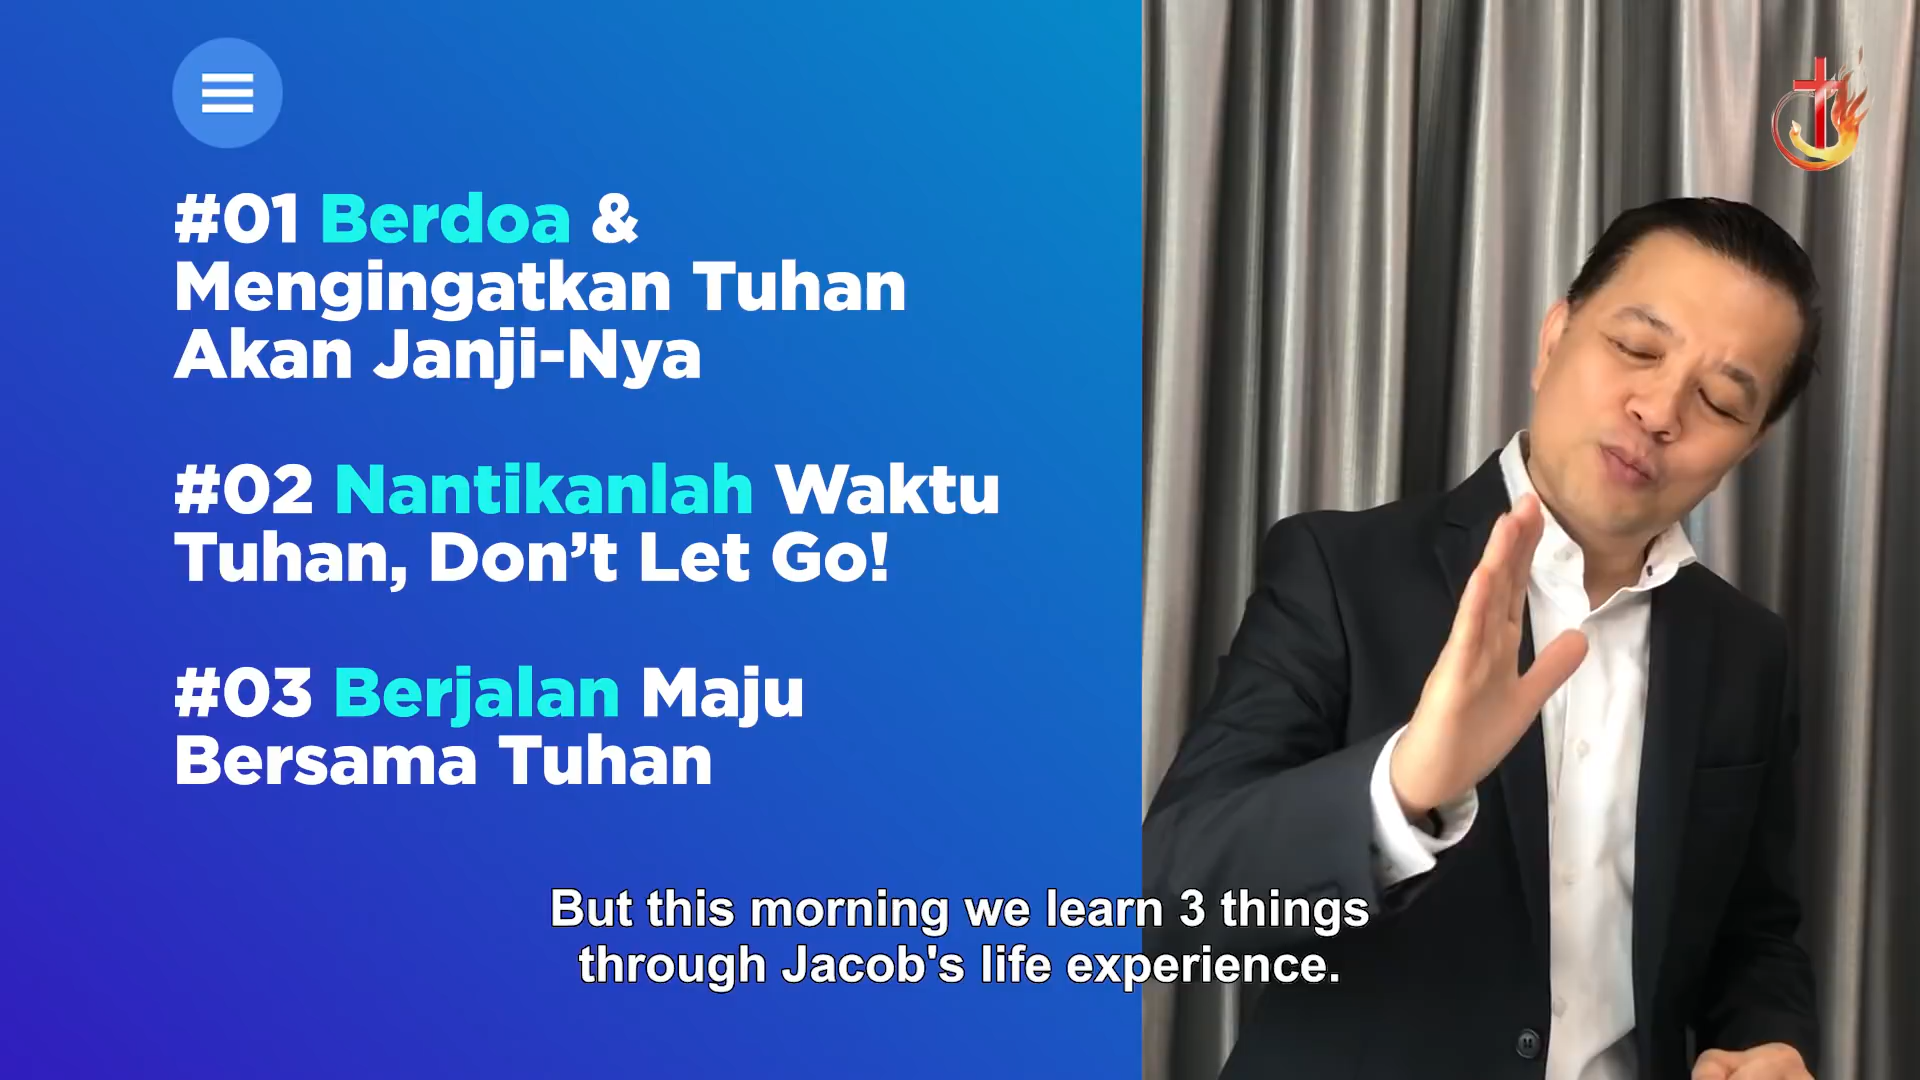 #01 Berdoa &
Mengingatkan Tuhan
Akan Janji-Nya
#02 Nantikanlah Waktu
Tuhan, Don’t Let Go!
#03 Berjalan Maju
Bersama Tuhan
But this morning we learn 3 things
through Jacob's life experience.